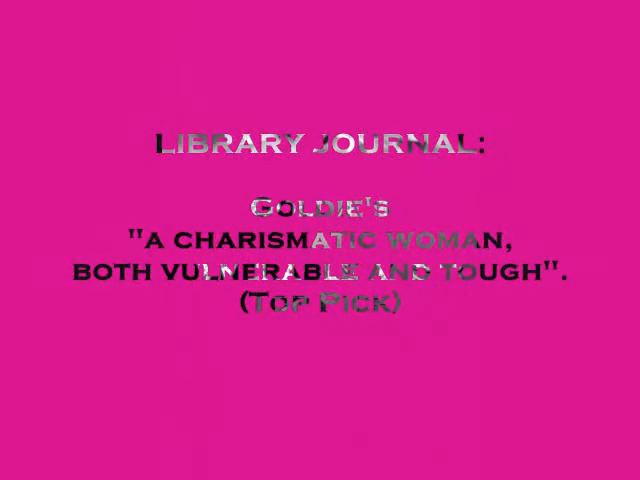 LIBRARY JOURNAL:
Goldie's
"A CHARISMATIC WOMAN,
BOTH VULNERABLE AND TOUGH".
(Top Pick)